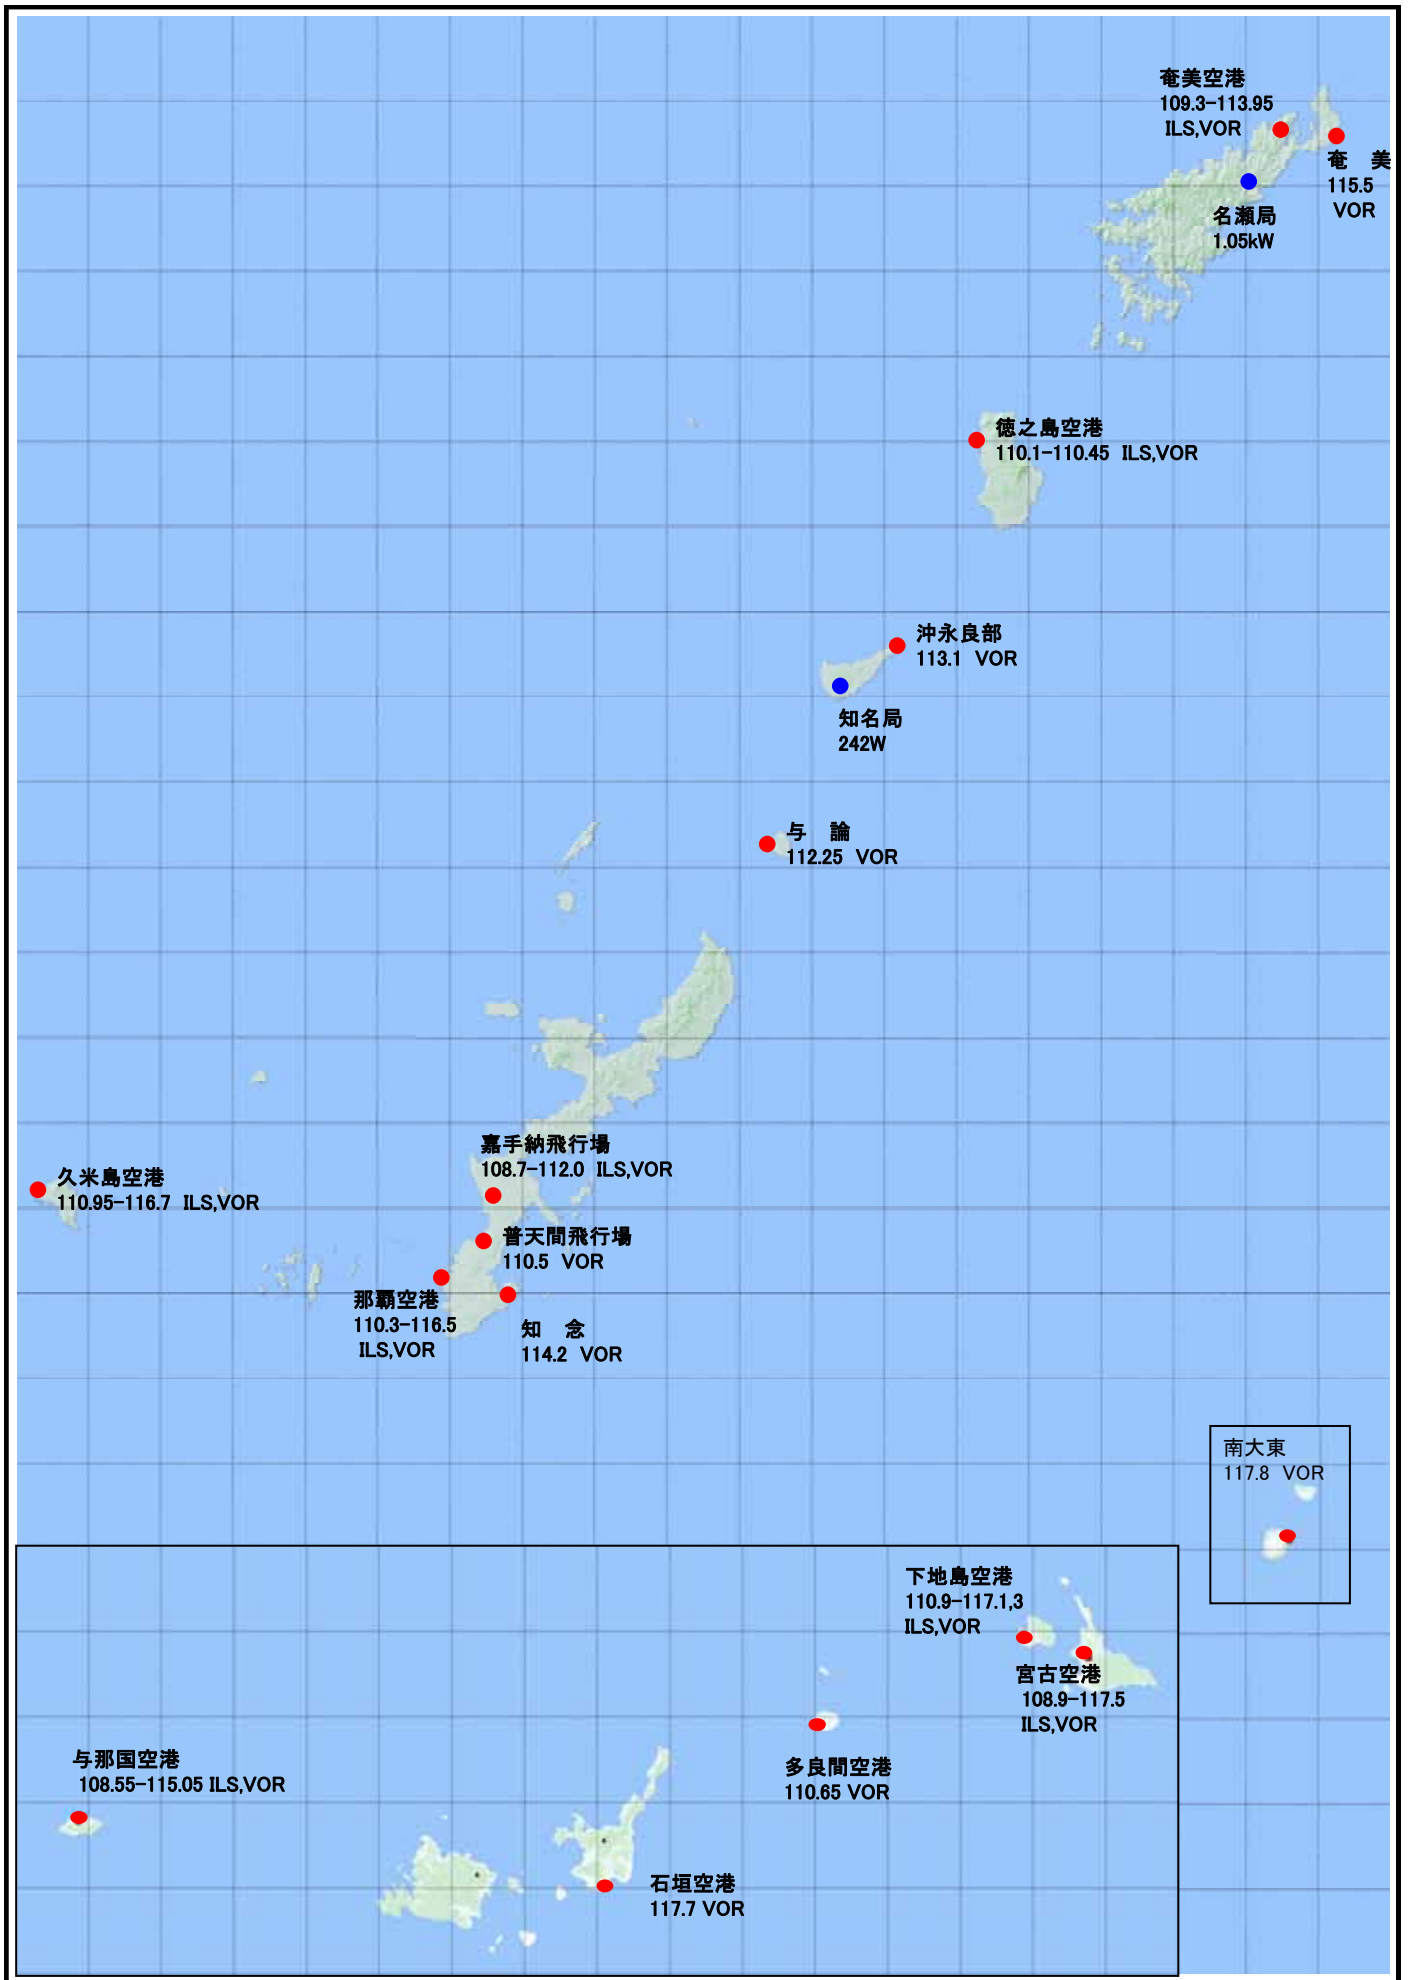 奄美空港
109.3-113.95
ILS,VOR
奄　美
115.5
VOR
名瀬局
1.05kW
徳之島空港
110.1-110.45 ILS,VOR
沖永良部
113.1 VOR
知名局
242W
与　論
112.25 VOR
嘉手納飛行場
108.7-112.0 ILS,VOR
久米島空港
110.95-116.7 ILS,VOR
普天間飛行場
110.5 VOR
那覇空港
110.3-116.5
ILS,VOR
知　念
114.2 VOR
南大東
117.8 VOR
下地島空港
110.9-117.1,3
ILS,VOR
宮古空港
108.9-117.5
ILS,VOR
与那国空港
108.55-115.05 ILS,VOR
多良間空港
110.65 VOR
石垣空港
117.7 VOR